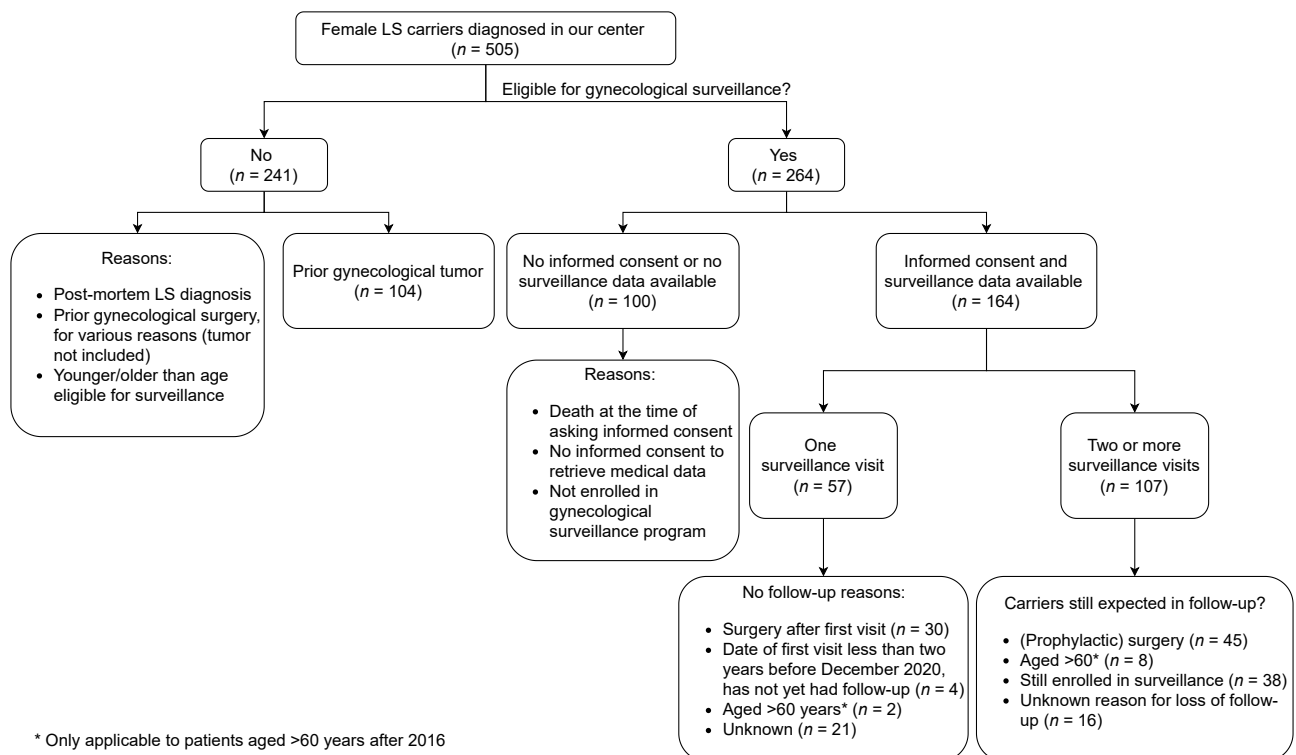 Female LS carriers diagnosed in our center
(n = 505)
Eligible for gynecological surveillance?
No
(n = 241)
Yes
(n = 264)
Reasons:
• Post-mortem LS diagnosis
• Prior gynecological surgery,
for various reasons (tumor
not included)
• Younger/older than age
eligible for surveillance
Prior gynecological tumor
(n = 104)
No informed consent or no
surveillance data available
(n = 100)
Informed consent and
surveillance data available
(n = 164)
Reasons:
• Death at the time of
asking informed consent
• No informed consent to
retrieve medical data
• Not enrolled in
gynecological
surveillance program
One
surveillance visit
(n = 57)
Two or more
surveillance visits
(n = 107)
No follow-up reasons:
• Surgery after first visit (n = 30)
• Date of first visit less than two
years before December 2020,
has not yet had follow-up (n = 4)
• Aged >60 years* (n = 2)
• Unknown (n = 21)
Carriers still expected in follow-up?
• (Prophylactic) surgery (n = 45)
• Aged >60* (n = 8)
• Still enrolled in surveillance (n = 38)
• Unknown reason for loss of follow-
up (n = 16)
* Only applicable to patients aged >60 years after 2016